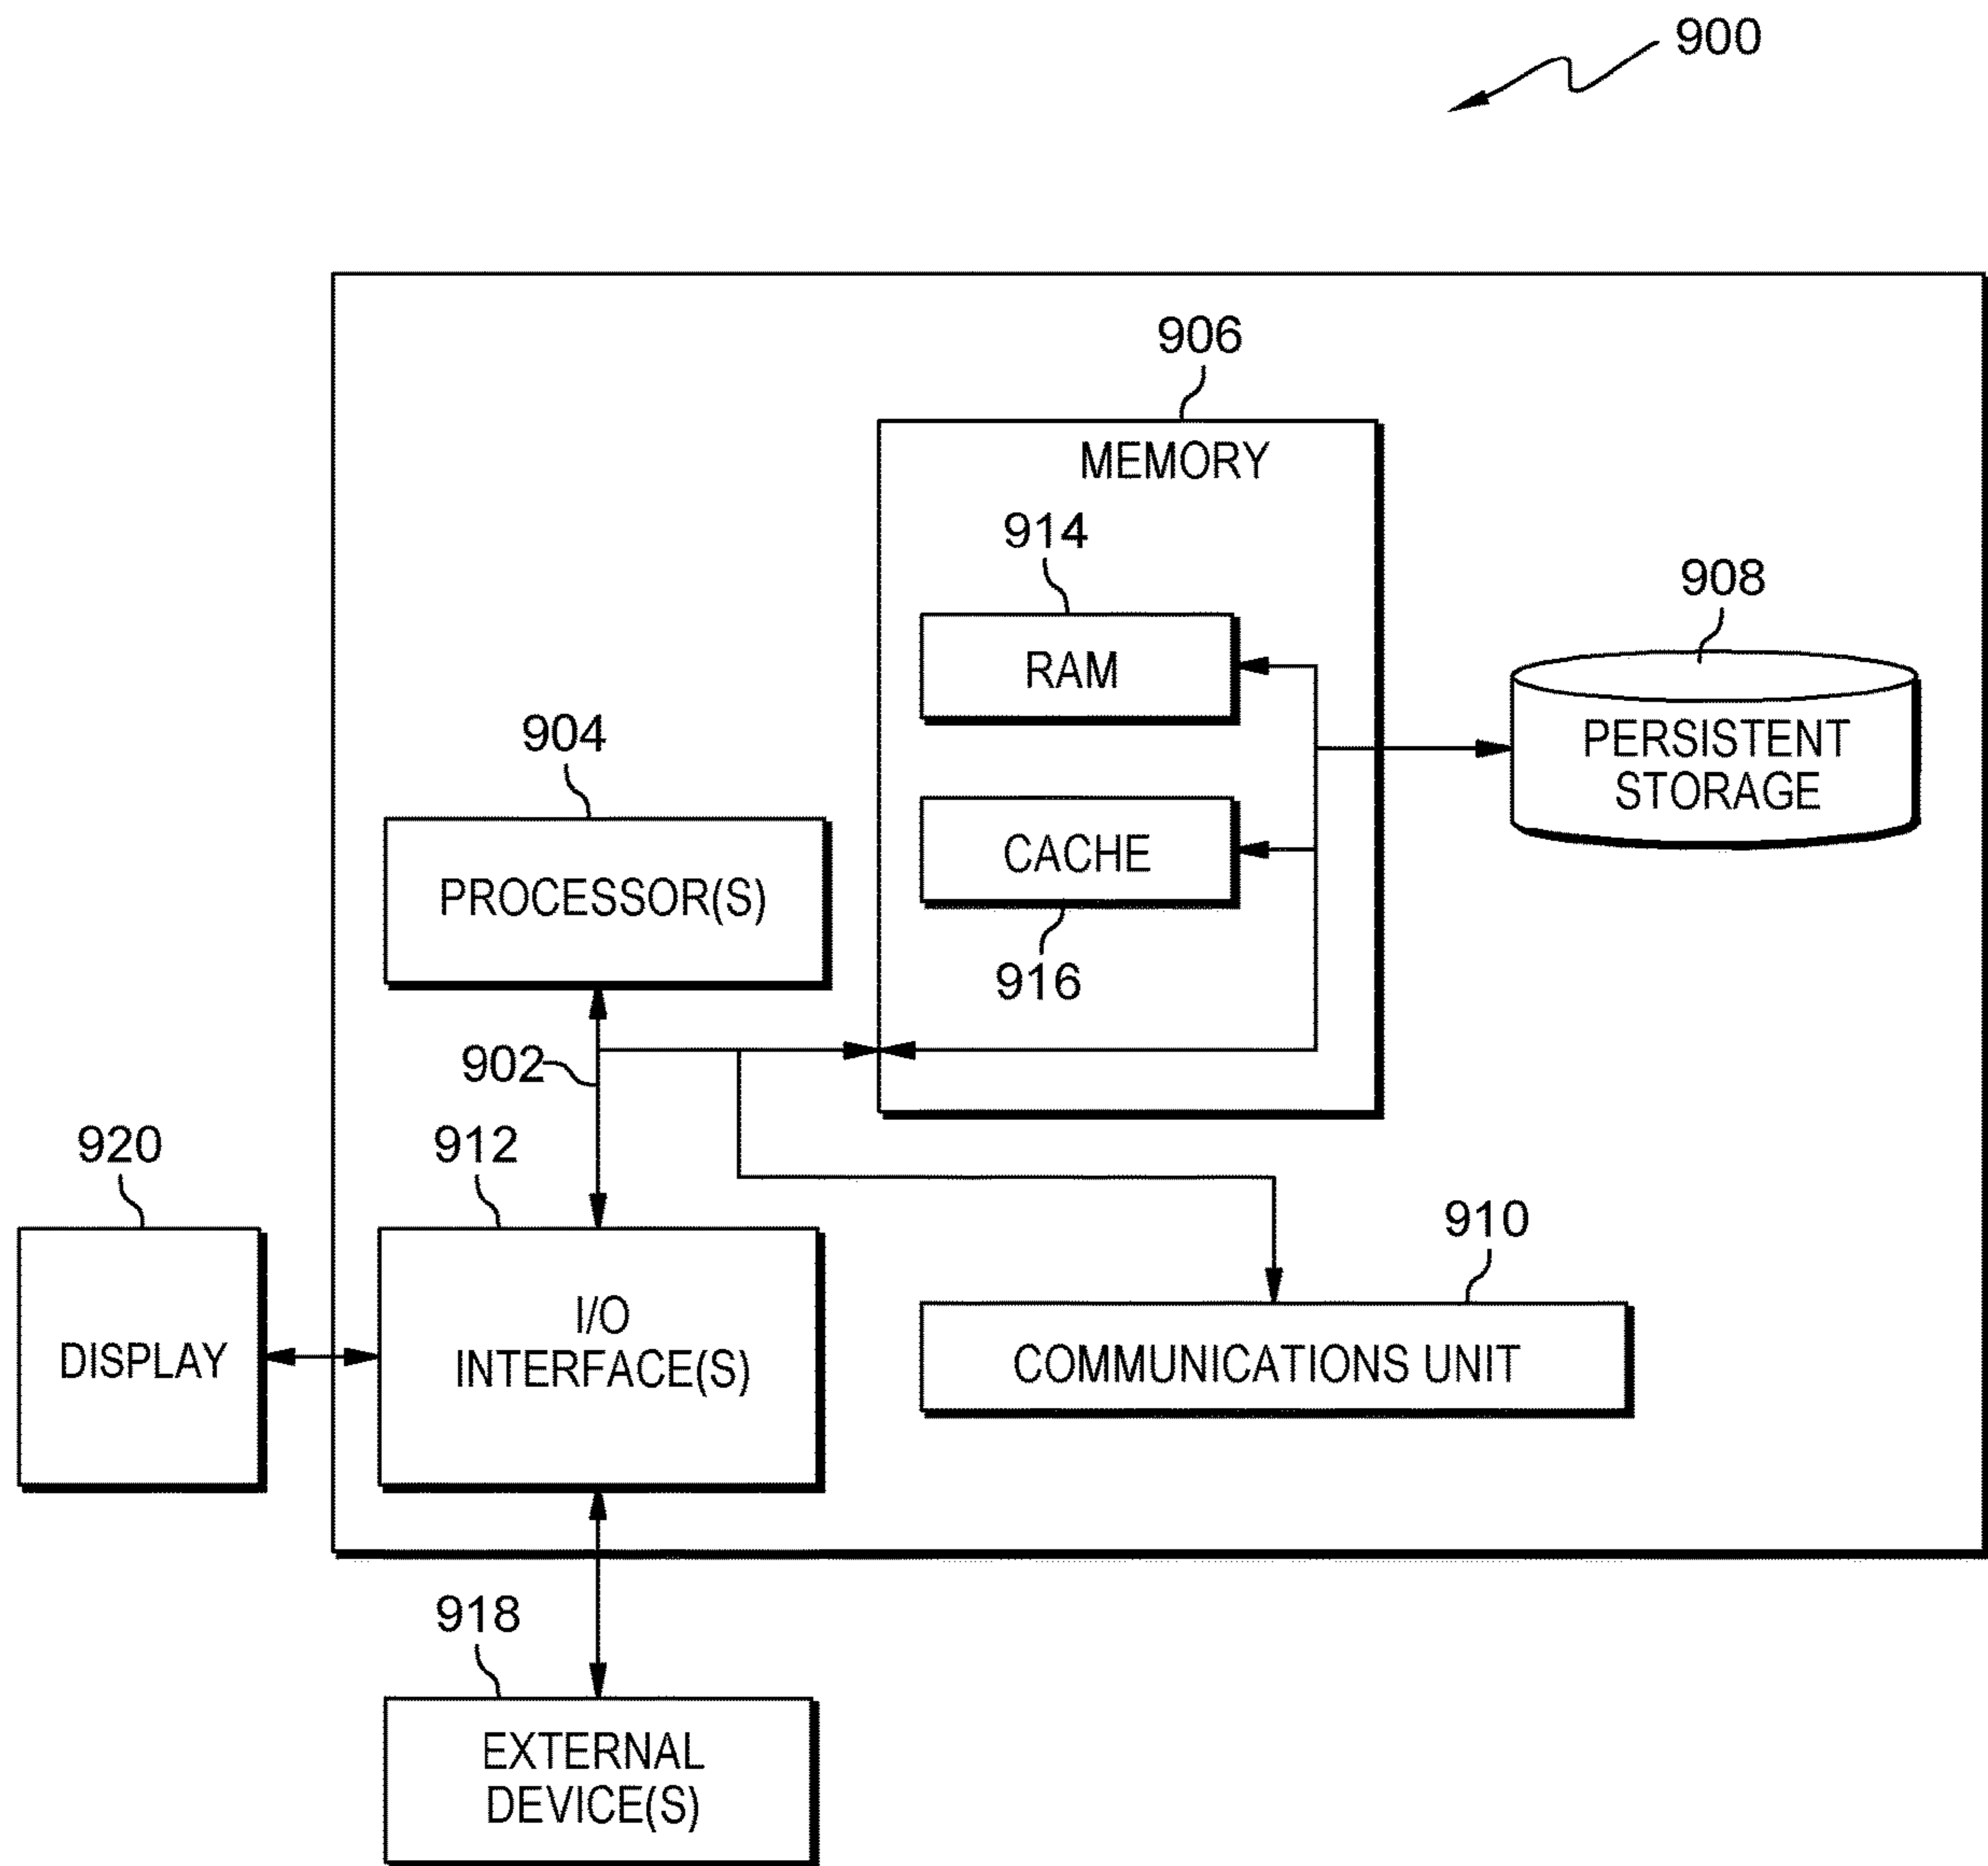 900
906
MEMORY
914
RAM
908
PERSISTENT
STORAGE
904
PROCESSOR(S)
CACHE
916
902
920
DISPLAY
912
I/O
INTERFACE(S)
910
COMMUNICATIONS UNIT
918
EXTERNAL
DEVICE(S)